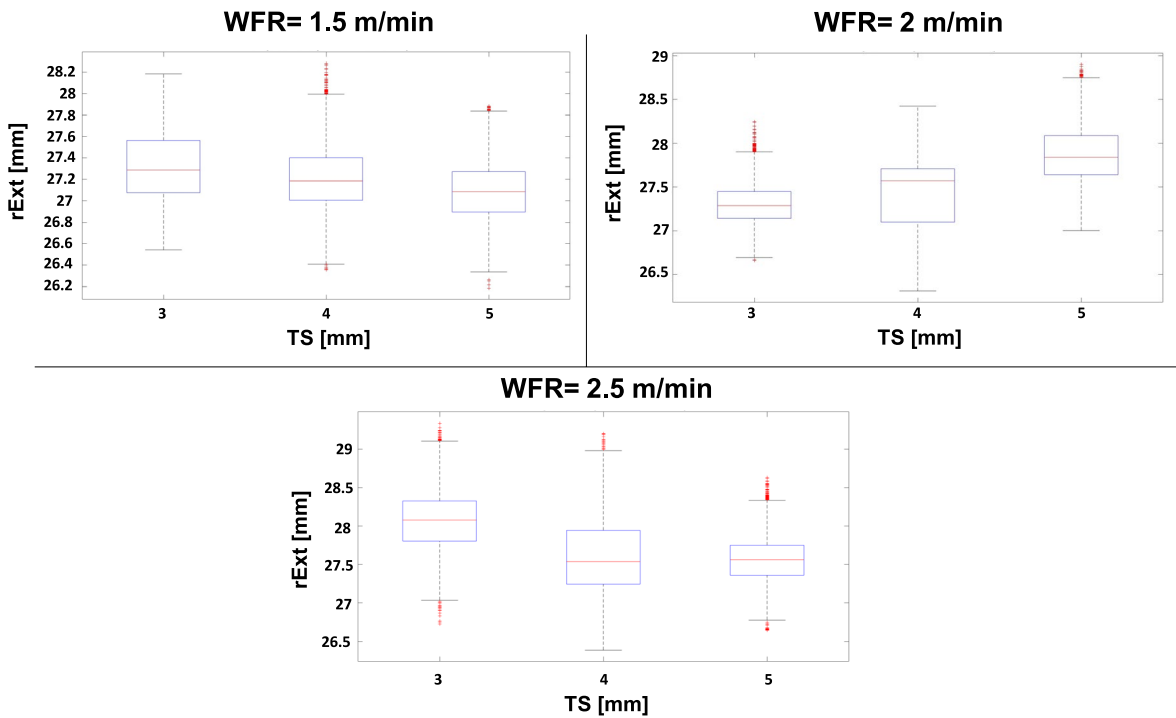 WFR= 1.5 m/min
rExt [mm]
28.2
28
27.8
27.6
27.4
27.2
27
26.8
26.6
26.4
26.2
3 4 5
TS [mm]
WFR= 2 m/min
rExt [mm]
29
28.5
28
27.5
27
26.5
3 4 5
TS [mm]
WFR= 2.5 m/min
rExt [mm]
29
28.5
28
27.5
27
26.5
3 4 5
TS [mm]